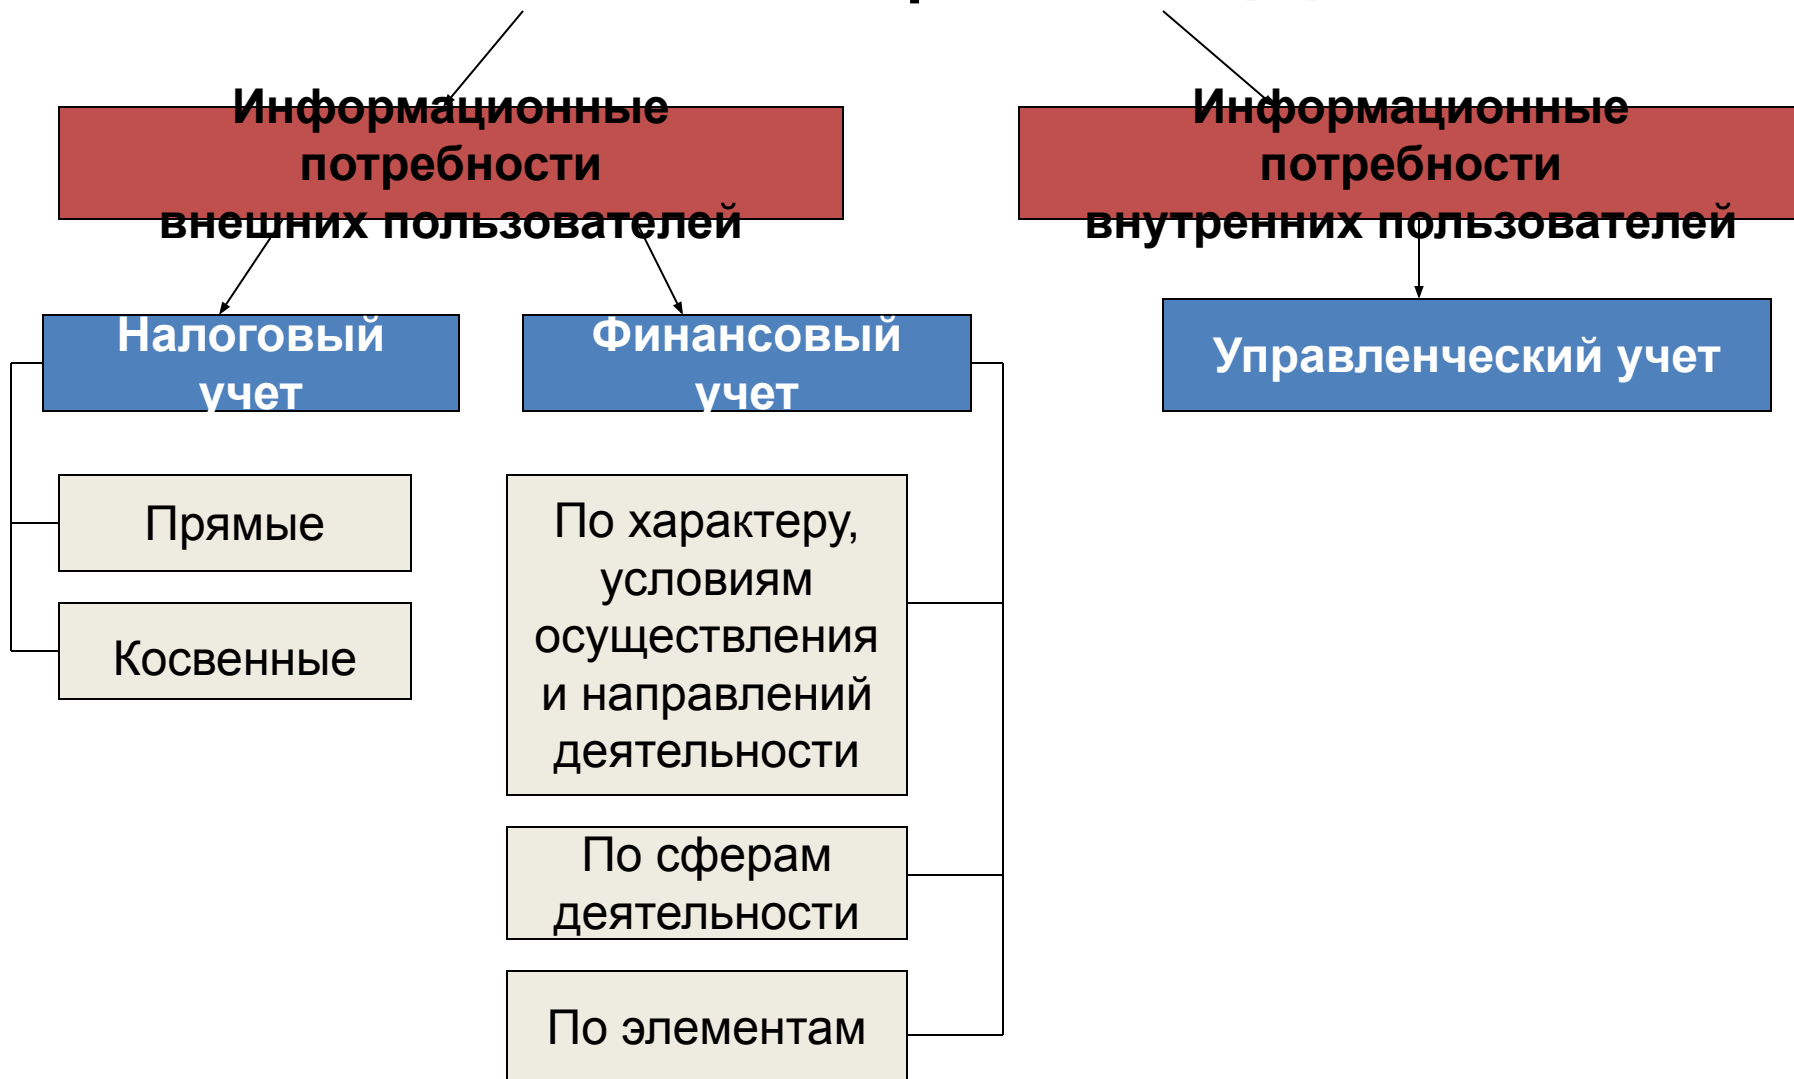 Информационные
потребности
внешних пользователей
Информационные
потребности
внутренних пользователей
Налоговый
учет
Финансовый
учет
Управленческий учет
Прямые
Косвенные
По характеру,
условиям
осуществления
и направлений
деятельности
По сферам
деятельности
По элементам